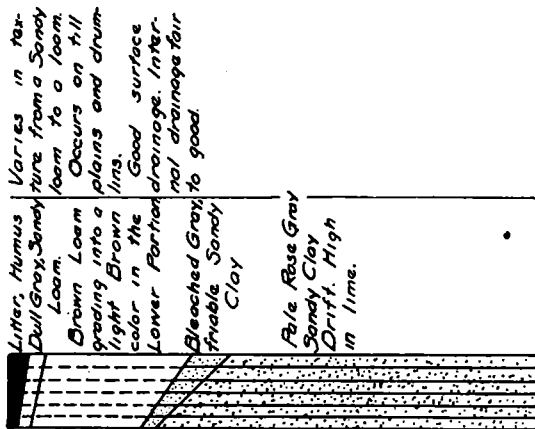 Litter, Humus
Dull Gray, Sandy
Loam.
Brown Loam
grading into a
light Brown
color in the
Lower Portion
Bleached Gray,
friable Sandy
Clay
Pale Rose Gray
Sandy Clay
Drift. High
in lime.
Varies in tex-
ture from a Sandy
loam to a loam.
Occurs on till
plains and drum-
lins.
Good surface
drainage. Inter-
nal drainage fair
to good.